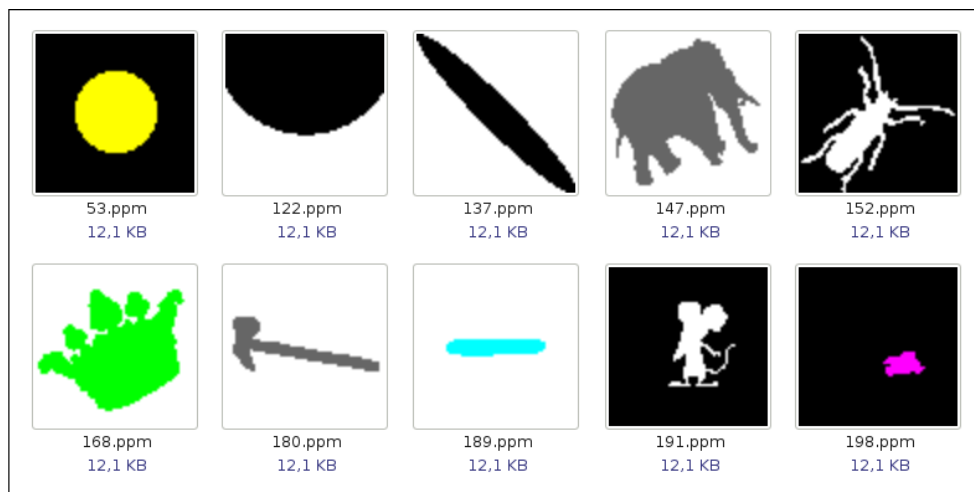 53.ppm 122.ppm 137.ppm 147.ppm 152.ppm
12,1 KB 12,1 KB 12,1 KB 12,1 KB 12,1 KB
168.ppm 180.ppm 189.ppm 191.ppm 198.ppm
12,1 KB 12,1 KB 12,1 KB 12,1 KB 12,1 KB